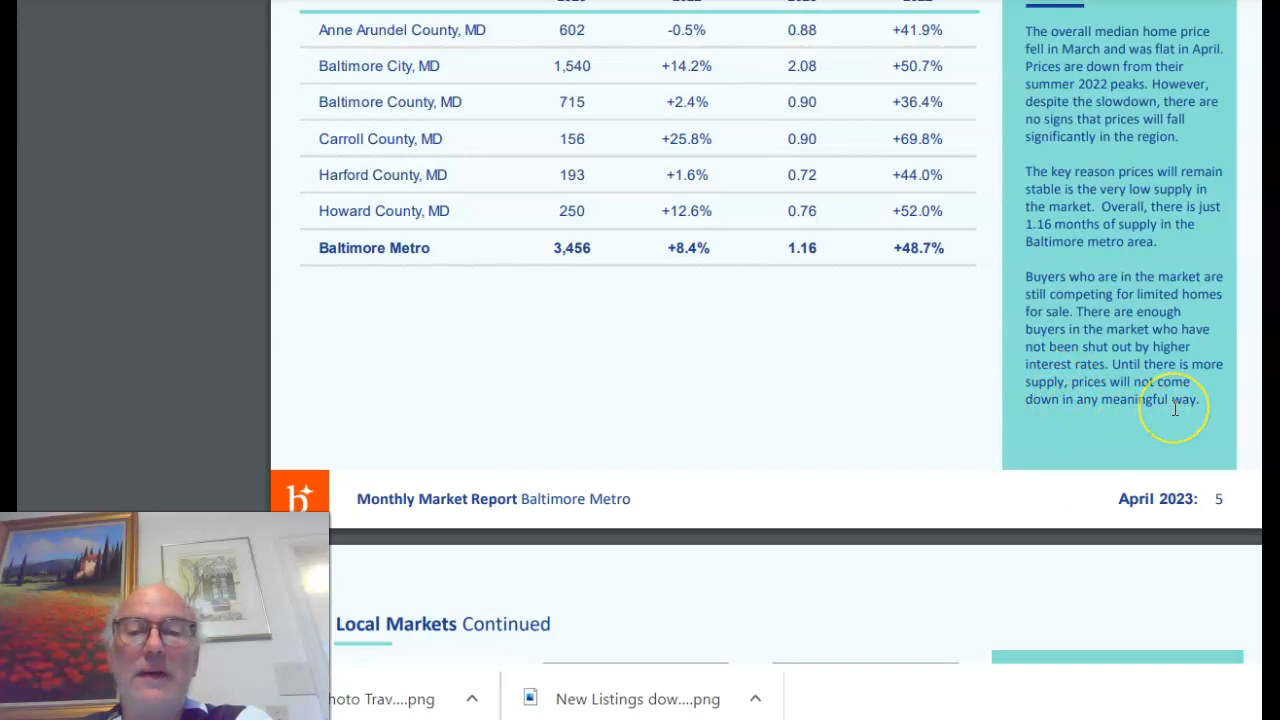 Anne Arundel County, MD 602 -0.5% 0.88 +41.9%
Baltimore City, MD 1,540 +14.2% 2.08 +50.7%
Baltimore County, MD 715 +2.4% 0.90 +36.4%
Carroll County, MD 156 +25.8% 0.90 +69.8%
Harford County, MD 193 +1.6% 0.72 +44.0%
Howard County, MD 250 +12.6% 0.76 +52.0%
Baltimore Metro 3,456 +8.4% 1.16 +48.7%
The overall median home price
fell in March and was flat in April.
Prices are down from their
summer 2022 peaks. However,
despite the slowdown, there are
no signs that prices will fall
significantly in the region.
The key reason prices will remain
stable is the very low supply in
the market. Overall, there is just
1.16 months of supply in the
Baltimore metro area.
Buyers who are in the market are
still competing for limited homes
for sale. There are enough
buyers in the market who have
not been shut out by higher
interest rates. Until there is more
supply, prices will not come
down in any meaningful way.
b
Monthly Market Report Baltimore Metro
April 2023: 5
Local Markets Continued
hoto Trav....png
New Listings dow....png